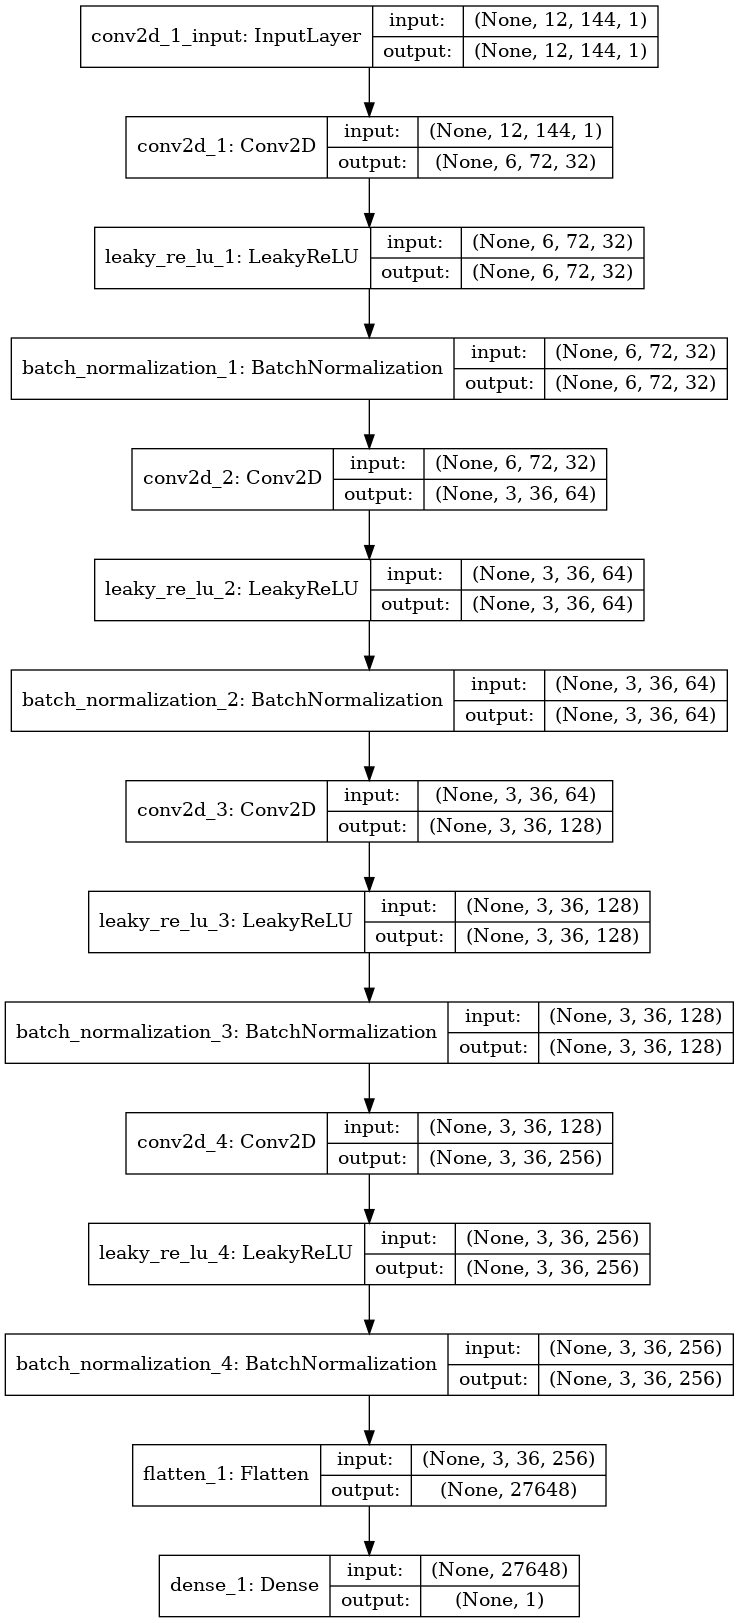 conv2d_1_input: InputLayer
input: (None, 12, 144, 1)
output: (None, 12, 144, 1)
conv2d_1: Conv2D
input: (None, 12, 144, 1)
output: (None, 6, 72, 32)
leaky_re_lu_1: LeakyReLU
input: (None, 6, 72, 32)
output: (None, 6, 72, 32)
batch_normalization_1: BatchNormalization
input: (None, 6, 72, 32)
output: (None, 6, 72, 32)
conv2d_2: Conv2D
input: (None, 6, 72, 32)
output: (None, 3, 36, 64)
leaky_re_lu_2: LeakyReLU
input: (None, 3, 36, 64)
output: (None, 3, 36, 64)
batch_normalization_2: BatchNormalization
input: (None, 3, 36, 64)
output: (None, 3, 36, 64)
conv2d_3: Conv2D
input: (None, 3, 36, 64)
output: (None, 3, 36, 128)
leaky_re_lu_3: LeakyReLU
input: (None, 3, 36, 128)
output: (None, 3, 36, 128)
batch_normalization_3: BatchNormalization
input: (None, 3, 36, 128)
output: (None, 3, 36, 128)
conv2d_4: Conv2D
input: (None, 3, 36, 128)
output: (None, 3, 36, 256)
leaky_re_lu_4: LeakyReLU
input: (None, 3, 36, 256)
output: (None, 3, 36, 256)
batch_normalization_4: BatchNormalization
input: (None, 3, 36, 256)
output: (None, 3, 36, 256)
flatten_1: Flatten
input: (None, 3, 36, 256)
output: (None, 27648)
dense_1: Dense
input: (None, 27648)
output: (None, 1)